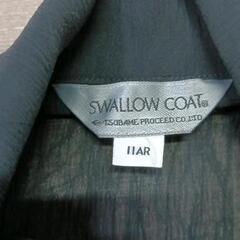 SWALLOW COAT®
TSUBAME PROCEED CO.LTD
11AR